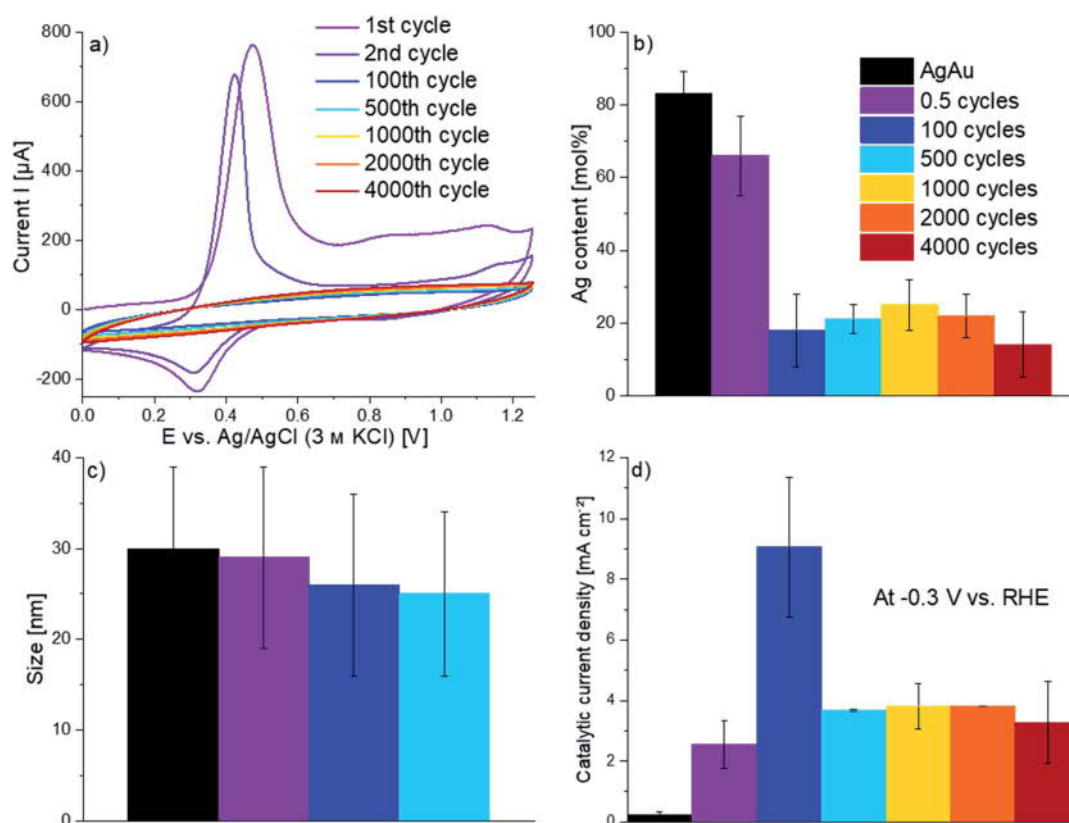 a)
1st cycle
2nd cycle
100th cycle
500th cycle
1000th cycle
2000th cycle
4000th cycle
800
600
400
200
0
-200
Current I [µA]
0.0 0.2 0.4 0.6 0.8 1.0 1.2
E vs. Ag/AgCl (3 M KCl) [V]
b)
AgAu
0.5 cycles
100 cycles
500 cycles
1000 cycles
2000 cycles
4000 cycles
100
80
60
40
20
0
Ag content [mol%]
c)
40
30
20
10
0
Size [nm]
d)
12
10
8
6
4
2
0
Catalytic current density [mA cm⁻²]
At -0.3 V vs. RHE